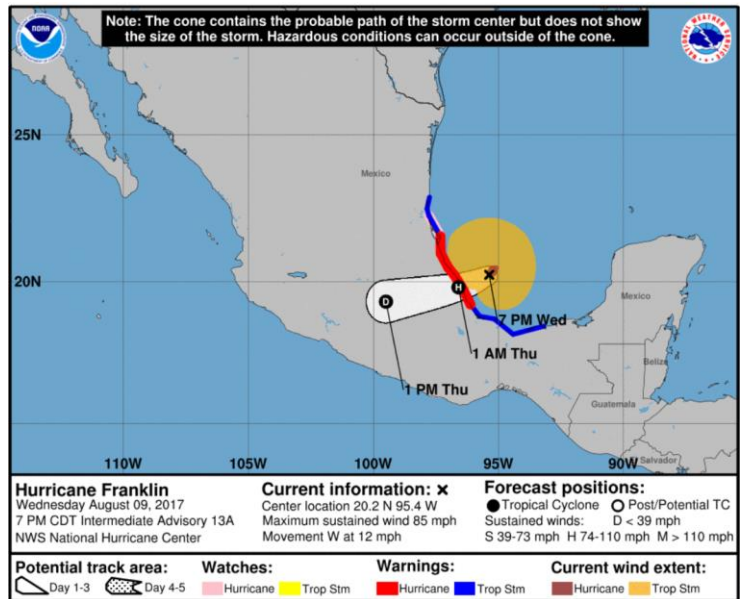 Note: The cone contains the probable path of the storm center but does not show
the size of the storm. Hazardous conditions can occur outside of the cone.
NOAA
NATIONAL WEATHER SERVICE
25N
Mexico
20N
Mexico
7 PM Wed
1 AM Thu
Belize
H
D
1 PM Thu
Guatemala
El Salvador
110W
105W
100W
95W
90W
Hurricane Franklin
Wednesday August 09, 2017
7 PM CDT Intermediate Advisory 13A
NWS National Hurricane Center
Current information: ×
Center location 20.2 N 95.4 W
Maximum sustained wind 85 mph
Movement W at 12 mph
Forecast positions:
● Tropical Cyclone ○ Post/Potential TC
Sustained winds: D < 39 mph
S 39-73 mph H 74-110 mph M > 110 mph
Potential track area:
Day 1-3 Day 4-5
Watches:
Hurricane Trop Stm
Warnings:
Hurricane Trop Stm
Current wind extent:
Hurricane Trop Stm